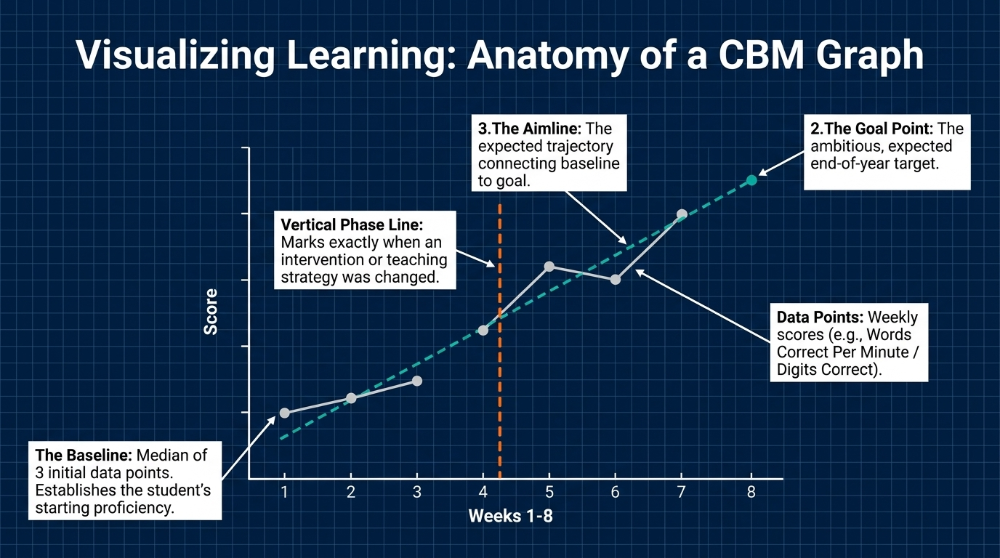 Visualizing Learning: Anatomy of a CBM Graph
3.The Aimline: The
expected trajectory
connecting baseline
to goal.
2.The Goal Point: The
ambitious, expected
end-of-year target.
Vertical Phase Line:
Marks exactly when an
intervention or teaching
strategy was changed.
Score
Data Points: Weekly
scores (e.g., Words
Correct Per Minute /
Digits Correct).
The Baseline: Median of
3 initial data points.
Establishes the student's
starting proficiency.
1 2 3 4 5 6 7 8
Weeks 1-8